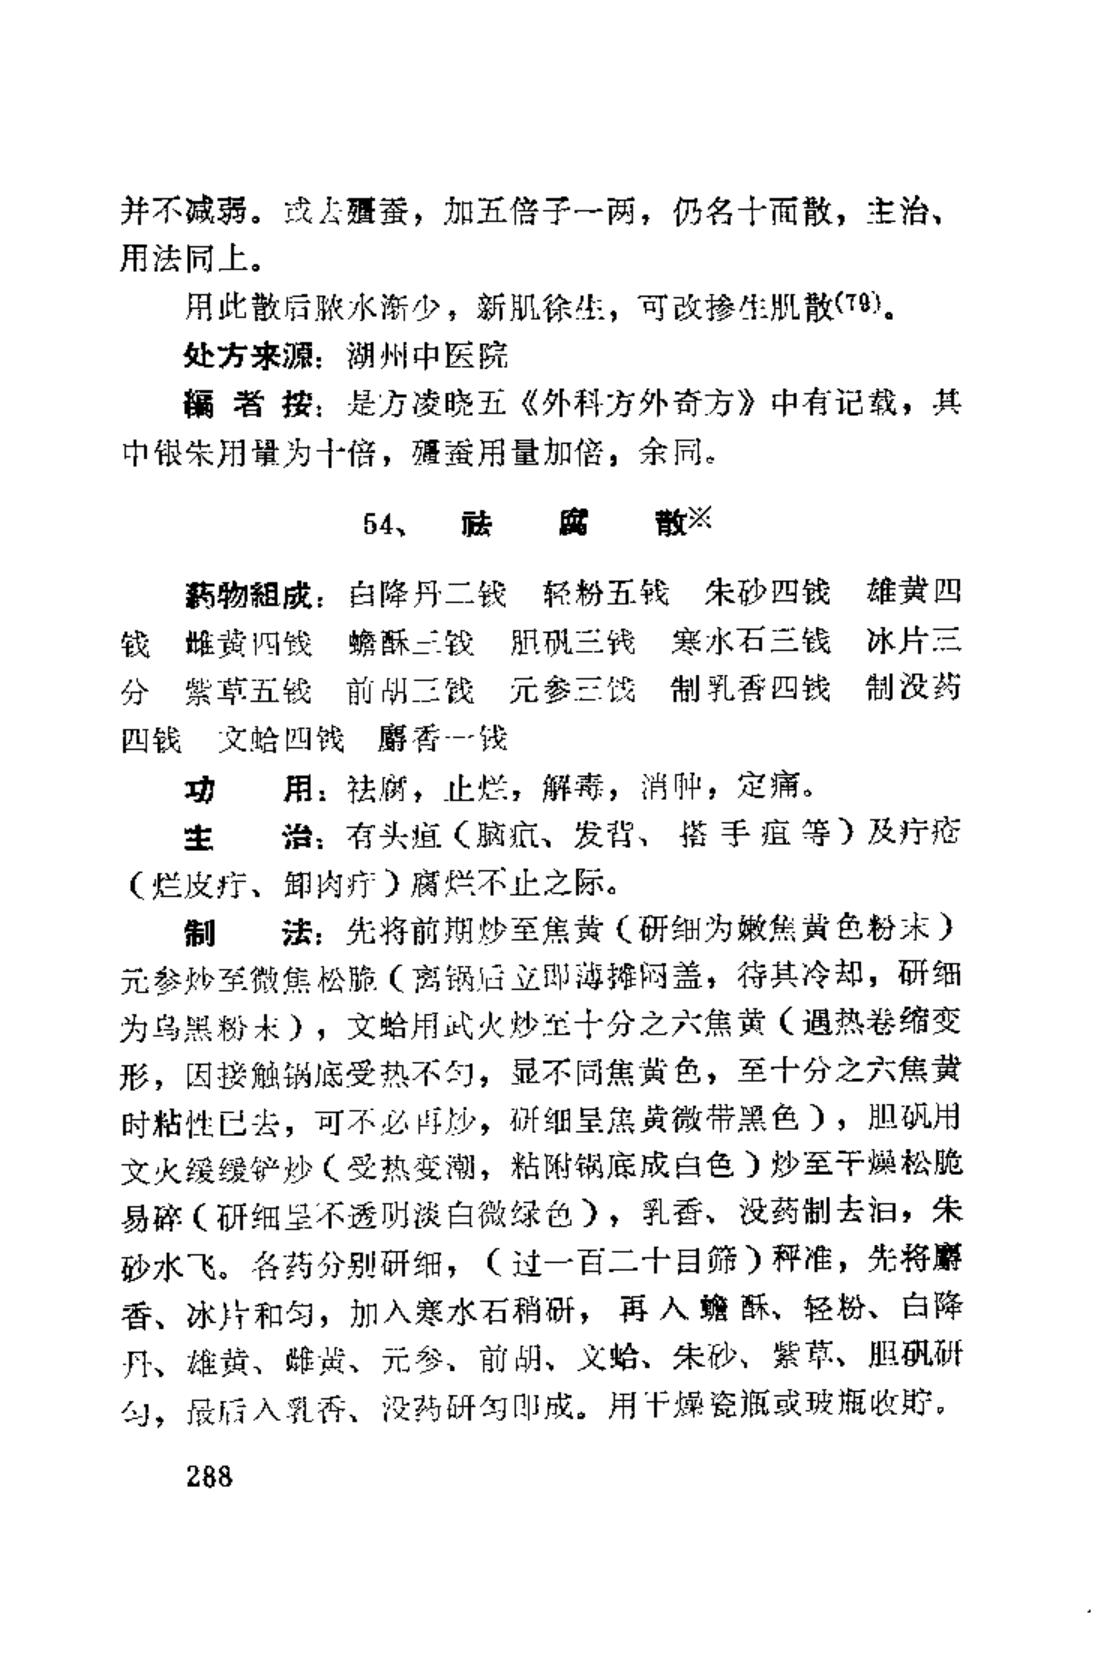 并不减弱。或去殭蚕，加五倍子一两，仍名十面散，主治、
用法同上。
用此散后脓水渐少，新肌徐生，可改掺生肌散(79)。
处方来源：湖州中医院
编者按：是方凌晓五《外科方外奇方》中有记载，其
中银朱用量为十倍，殭蚕用量加倍，余同。
54、祛腐散※
药物组成：白降丹二钱 轻粉五钱 朱砂四钱 雄黄四
钱 雌黄四钱 蟾酥三钱 胆矾三钱 寒水石三钱 冰片三
分 紫草五钱 前胡三钱 元参三钱 制乳香四钱 制没药
四钱 文蛤四钱 麝香一钱
功用：祛腐，止烂，解毒，消肿，定痛。
主治：有头疽（脑疽、发背、搭手疽等）及疔疮
（烂皮疔、卸肉疔）腐烂不止之际。
制法：先将前期炒至焦黄（研细为嫩焦黄色粉末）
元参炒至微焦松脆（离锅后立即薄摊闷盖，待其冷却，研细
为乌黑粉末），文蛤用武火炒至十分之六焦黄（遇热卷缩变
形，因接触锅底受热不匀，显不同焦黄色，至十分之六焦黄
时粘性已去，可不必再炒，研细呈焦黄微带黑色），胆矾用
文火缓缓铲炒（受热变潮，粘附锅底成白色）炒至干燥松脆
易碎（研细呈不透明淡白微绿色），乳香、没药制去油，朱
砂水飞。各药分别研细，（过一百二十目筛）秤准，先将麝
香、冰片和匀，加入寒水石稍研，再入蟾酥、轻粉、白降
丹、雄黄、雌黄、元参、前胡、文蛤、朱砂、紫草、胆矾研
匀，最后入乳香、没药研匀即成。用干燥瓷瓶或玻瓶收貯。
288